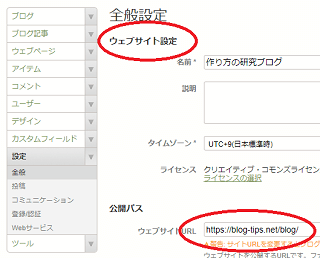 ブログ
ブログ記事
ウェブページ
アイテム
コメント
ユーザー
デザイン
カスタムフィールド
設定
全般
投稿
コミュニケーション
登録/認証
Webサービス
ツール
全般設定
ウェブサイト設定
名前 * 作り方の研究ブログ
説明
タイムゾーン * UTC+9(日本標準時)
ライセンス クリエイティブ・コモンズライセン
ライセンスの選択
公開パス
ウェブサイトURL https://blog-tips.net/blog/
警告: サイトURLを変更する
ウェブサイトを公開するURLです。